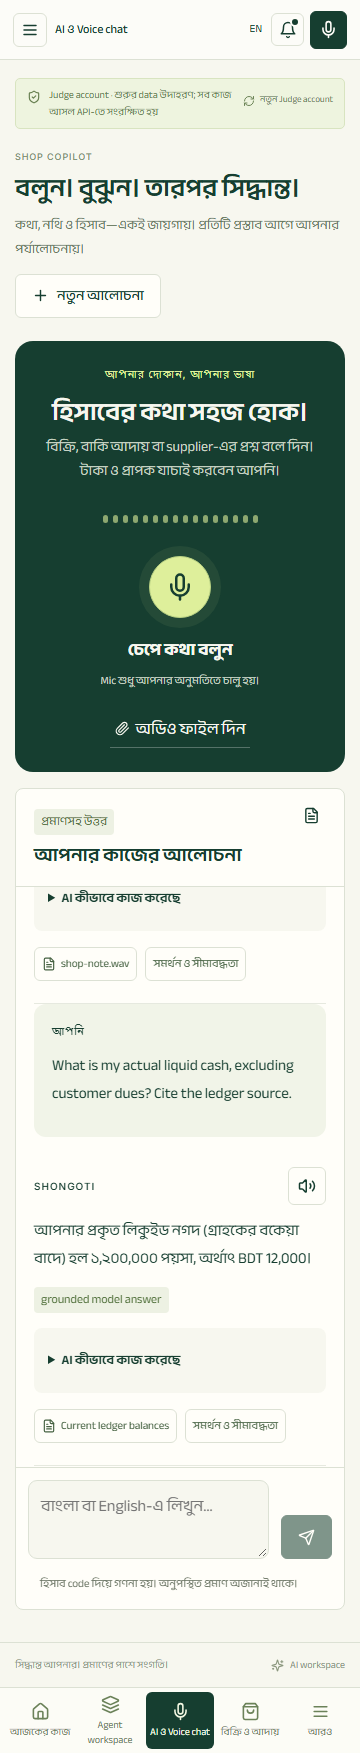 AI ও Voice chat
EN
Judge account · শুরুর data উদাহরণ; সব কাজ
আসল API-তে সংরক্ষিত হয়
নতুন Judge account
SHOP COPILOT
বলুন। বুঝুন। তারপর সিদ্ধান্ত।
কথা, নথি ও হিসাব—একই জায়গায়। প্রতিটি প্রস্তাব আগে আপনার
পর্যালোচনায়।
নতুন আলোচনা
আপনার দোকান, আপনার ভাষা
হিসাবের কথা সহজ হোক।
বিক্রি, বাকি আদায় বা supplier-এর প্রশ্ন বলে দিন।
টাকা ও প্রাপক যাচাই করবেন আপনি।
চেপে কথা বলুন
Mic শুধু আপনার অনুমতিতে চালু হয়।
অডিও ফাইল দিন
প্রমাণসহ উত্তর
আপনার কাজের আলোচনা
AI কীভাবে কাজ করেছে
shop-note.wav
সমর্থন ও সীমাবদ্ধতা
আপনি
What is my actual liquid cash, excluding
customer dues? Cite the ledger source.
SHONGOTI
আপনার প্রকৃত লিকুইড নগদ (গ্রাহকের বকেয়া
বাদে) হল ১,২০০,০০০ পয়সা, অর্থাৎ BDT 12,000।
grounded model answer
AI কীভাবে কাজ করেছে
Current ledger balances
সমর্থন ও সীমাবদ্ধতা
বাংলা বা English-এ লিখুন…
হিসাব code দিয়ে গণনা হয়। অনুপস্থিত প্রমাণ অজানাই থাকে।
সিদ্ধান্ত আপনার। প্রমাণের পাশে সংগতি।
AI workspace
আজকের কাজ
Agent
workspace
AI ও Voice chat
বিক্রি ও আদায়
আরও